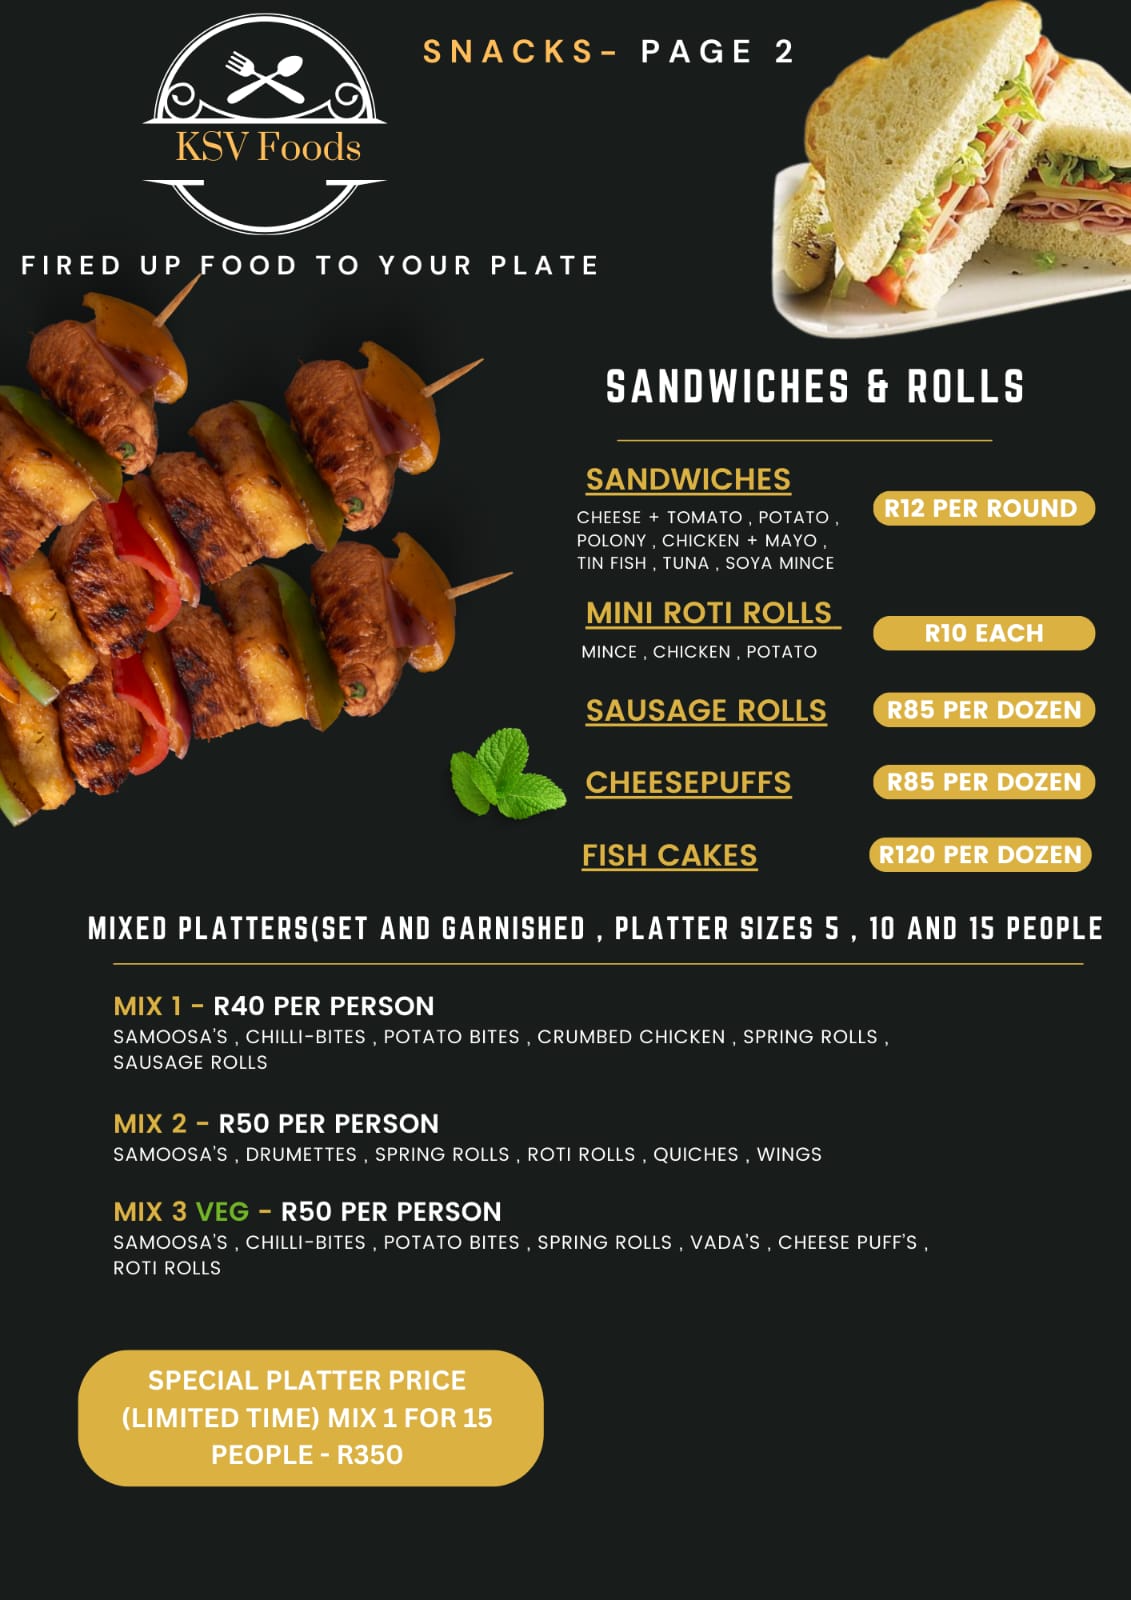 SNACKS- PAGE 2
KSV Foods
FIRED UP FOOD TO YOUR PLATE
SANDWICHES & ROLLS
SANDWICHES
R12 PER ROUND
CHEESE + TOMATO , POTATO ,
POLONY , CHICKEN + MAYO ,
TIN FISH , TUNA , SOYA MINCE
MINI ROTI ROLLS
R10 EACH
MINCE , CHICKEN , POTATO
SAUSAGE ROLLS
R85 PER DOZEN
CHEESEPUFFS
R85 PER DOZEN
FISH CAKES
R120 PER DOZEN
MIXED PLATTERS(SET AND GARNISHED , PLATTER SIZES 5 , 10 AND 15 PEOPLE
MIX 1 - R40 PER PERSON
SAMOOSA'S , CHILLI-BITES , POTATO BITES , CRUMBED CHICKEN , SPRING ROLLS ,
SAUSAGE ROLLS
MIX 2 - R50 PER PERSON
SAMOOSA'S , DRUMETTES , SPRING ROLLS , ROTI ROLLS , QUICHES , WINGS
MIX 3 VEG - R50 PER PERSON
SAMOOSA'S , CHILLI-BITES , POTATO BITES , SPRING ROLLS , VADA'S , CHEESE PUFF'S ,
ROTI ROLLS
SPECIAL PLATTER PRICE
(LIMITED TIME) MIX 1 FOR 15
PEOPLE - R350